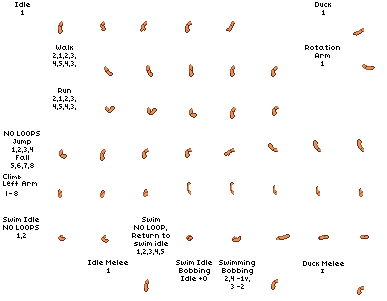 Idle
1
Duck
1
Walk
2,1,2,3,
4,5,4,3,
Rotation
Arm
1
Run
2,1,2,3,
4,5,4,3,
NO LOOPS
Jump
1,2,3,4
Fall
5,6,7,8
Climb
Left Arm
1 - 8
Swim Idle
NO LOOPS
1,2
Swim
NO LOOP,
Return to
swim idle
1,2,3,4,5
Swim Idle
Bobbing
Idle +0
Swimming
Bobbing
2,4 -1v,
3 -2
Idle Melee
1
Duck Melee
1